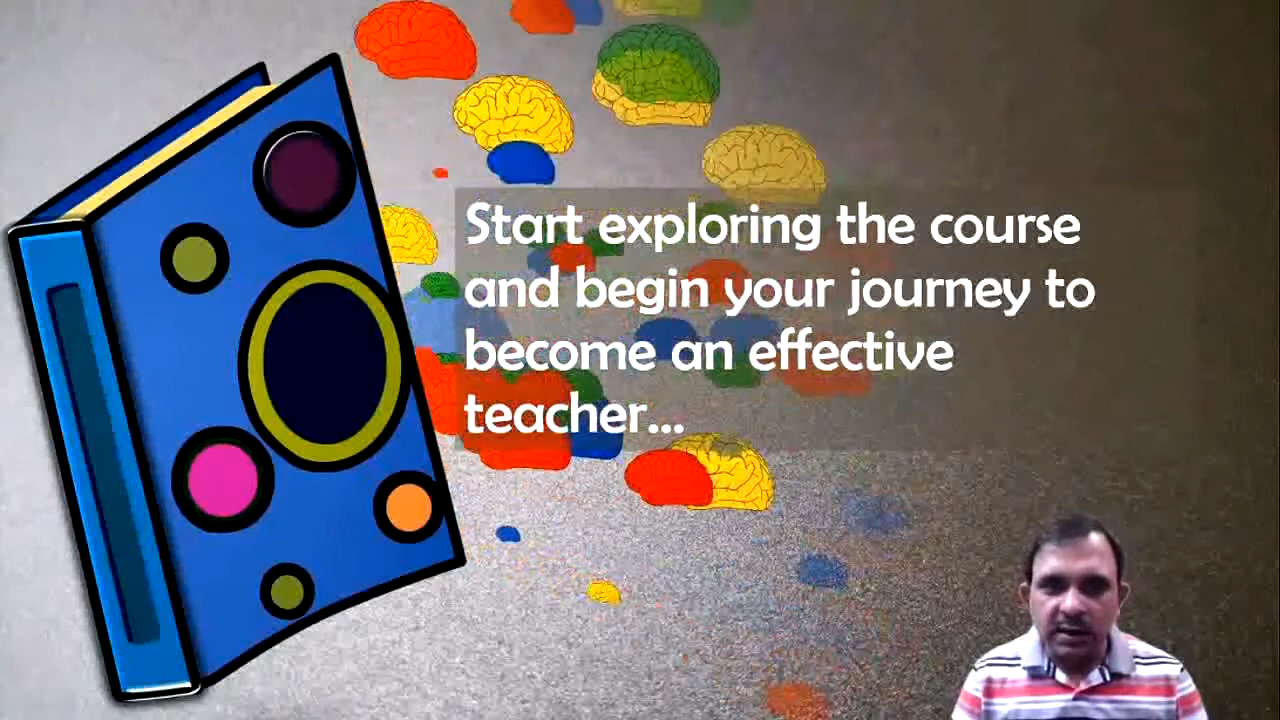 Start exploring the course
and begin your journey to
become an effective
teacher...